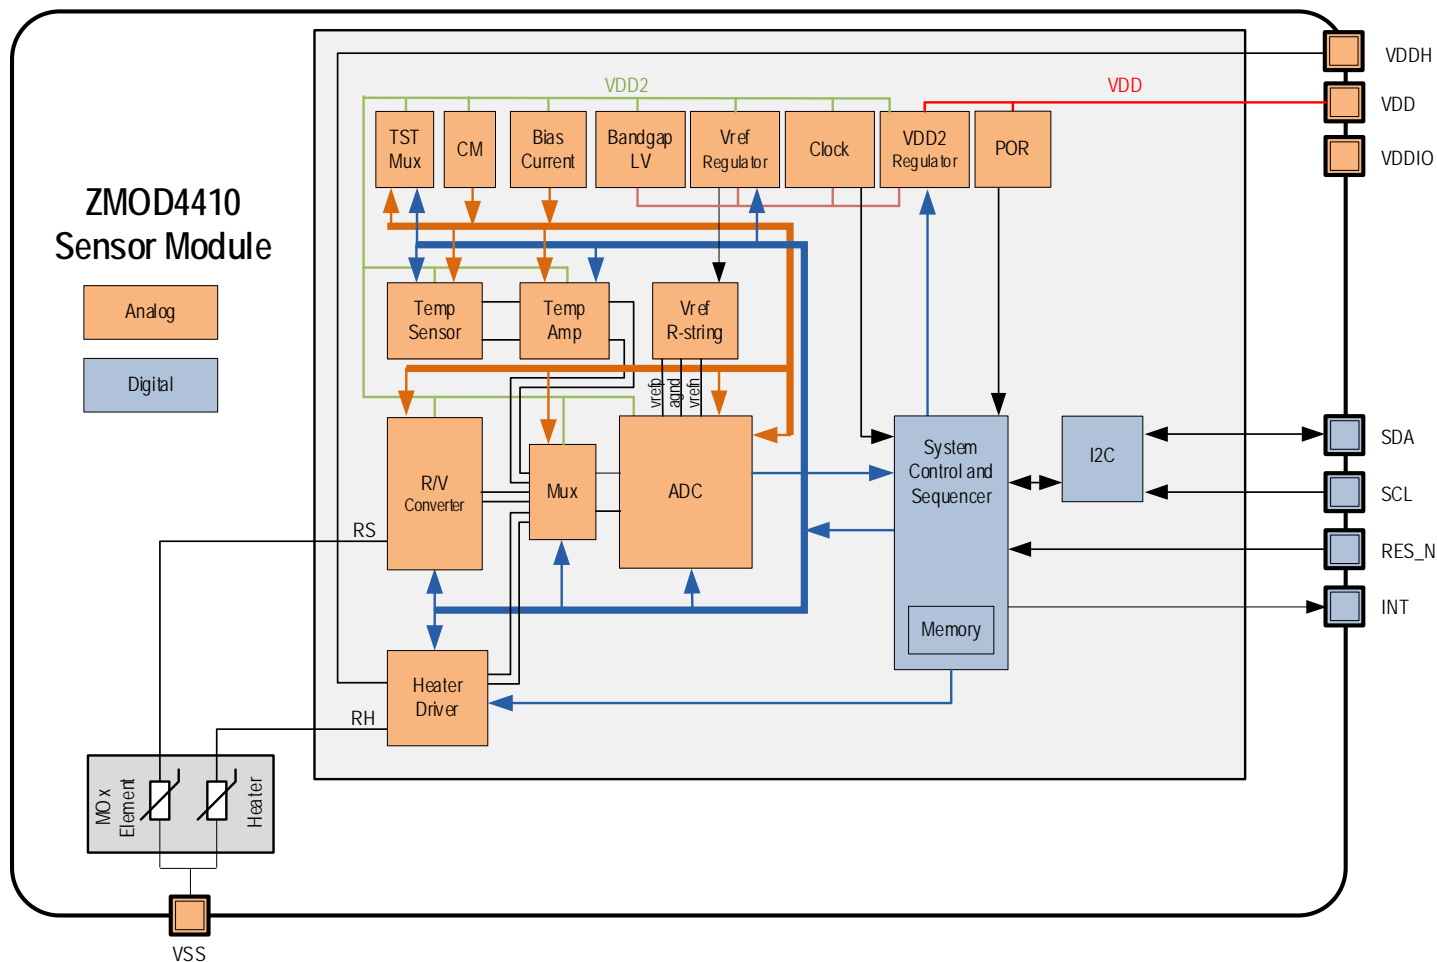 VDDH
VDD2
VDD
VDD
TST
Mux
CM
Bias
Current
Bandgap
LV
Vref
Regulator
Clock
VDD2
Regulator
POR
VDDIO
ZMOD4410
Sensor Module
Analog
Digital
Temp
Sensor
Temp
Amp
Vref
R-string
vrefp
agnd
vrefn
R/V
Converter
Mux
ADC
System
Control and
Sequencer
Memory
I2C
SDA
SCL
RES_N
INT
RS
Heater
Driver
RH
MOx
Element
Heater
VSS